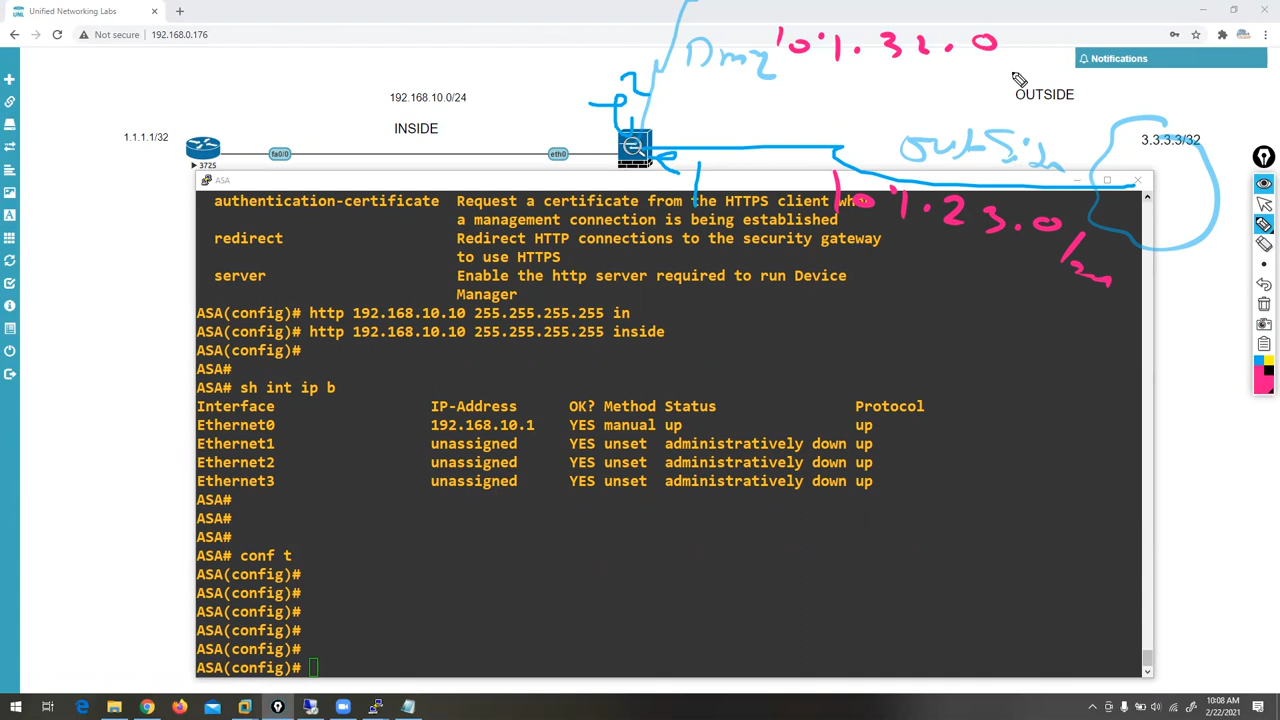 Unified Networking Labs
Not secure | 192.168.0.176
Notifications
Dmz 101.32.0
OUTSIDE
192.168.10.0/24
INSIDE
2
1.1.1.1/32
3.3.3.3/32
3725
fa0/0
eth0
ASA
1
101.23.0/24
authentication-certificate  Request a certificate from the HTTPS client wh
a management connection is being established
redirect  Redirect HTTP connections to the security gateway
to use HTTPS
server  Enable the http server required to run Device
Manager
ASA(config)# http 192.168.10.10 255.255.255.255 in
ASA(config)# http 192.168.10.10 255.255.255.255 inside
ASA(config)#
ASA#
ASA# sh int ip b
Interface  IP-Address  OK? Method Status  Protocol
Ethernet0  192.168.10.1  YES manual up  up
Ethernet1  unassigned  YES unset  administratively down up
Ethernet2  unassigned  YES unset  administratively down up
Ethernet3  unassigned  YES unset  administratively down up
ASA#
ASA#
ASA#
ASA# conf t
ASA(config)#
ASA(config)#
ASA(config)#
ASA(config)#
ASA(config)#
ASA(config)#
10:08 AM
2/22/2021